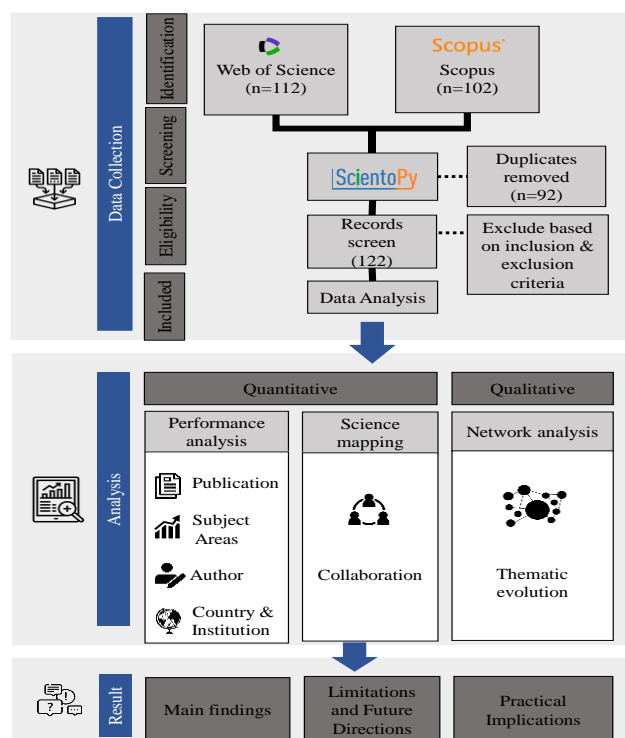 Data Collection
Identification
Screening
Eligibility
Included
Web of Science
(n=112)
Scopus
Scopus
(n=102)
ScientoPy
Duplicates
removed
(n=92)
Records
screen
(122)
Exclude based
on inclusion &
exclusion
criteria
Data Analysis
Analysis
Quantitative
Qualitative
Performance
analysis
Science
mapping
Network analysis
Publication
Subject
Areas
Author
Country &
Institution
Collaboration
Thematic
evolution
Result
Main findings
Limitations
and Future
Directions
Practical
Implications